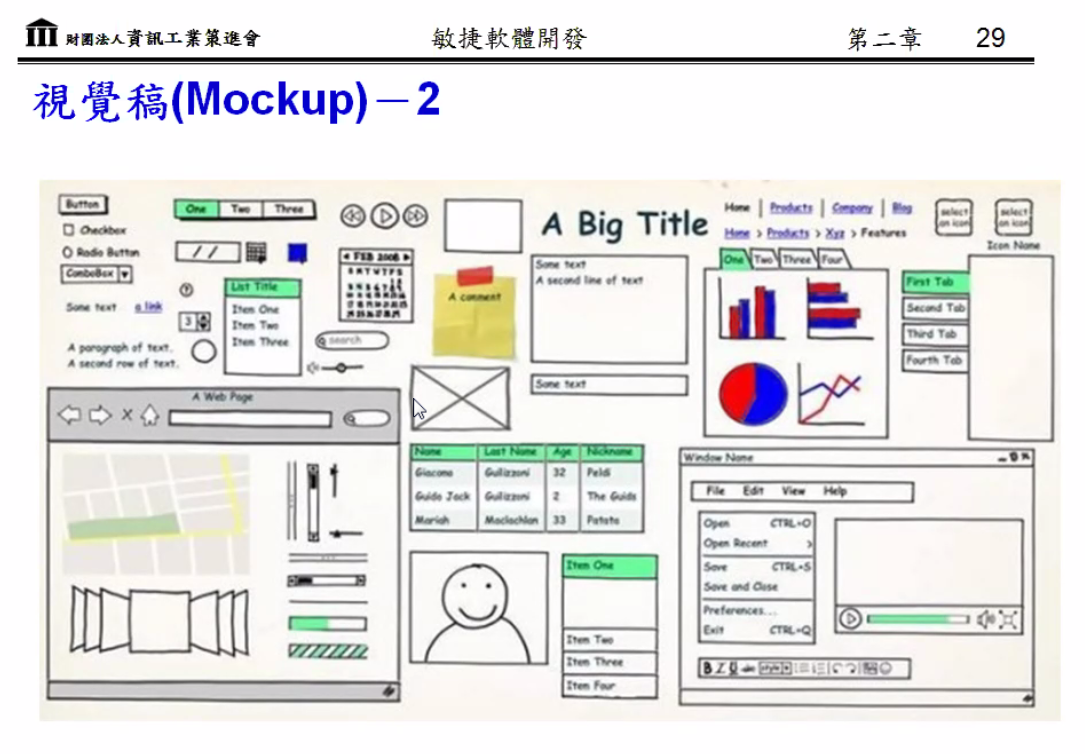 財團法人資訊工業策進會 敏捷軟體開發 第二章 29
視覺稿(Mockup)－2
Button
Checkbox
Radio Button
ComboBox
Some text a link
A paragraph of text.
A second row of text.
One Two Three
/ /
3
List Title
Item One
Item Two
Item Three
FEB 2008
S M T W T F S
search
A comment
A Big Title
Some text
A second line of text
Some text
Home Products Company Blog
Home > Products > Xyz > Features
select an icon
select an icon
Icon Name
One Two Three Four
First Tab
Second Tab
Third Tab
Fourth Tab
A Web Page
Name Last Name Age Nickname
Giacomo Guilizzoni 32 Peldi
Guido Jack Guilizzoni 2 The Guids
Mariah Maclachlan 33 Patata
Item One
Item Two
Item Three
Item Four
Window Name
File Edit View Help
Open CTRL+O
Open Recent >
Save CTRL+S
Save and Close
Preferences...
Exit CTRL+Q
B I U abc style